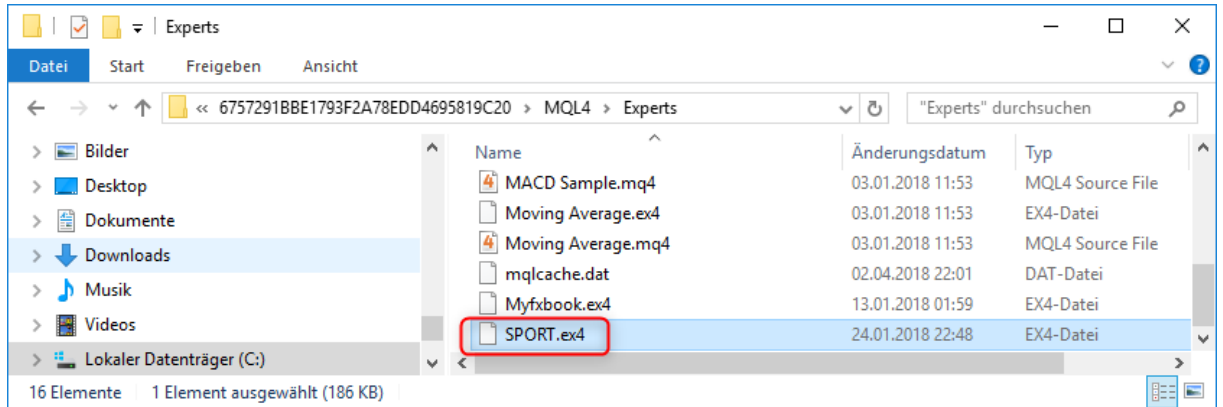 Experts
Datei Start Freigeben Ansicht
« 6757291BBE1793F2A78EDD4695819C20 > MQL4 > Experts "Experts" durchsuchen
Bilder
Desktop
Dokumente
Downloads
Musik
Videos
Lokaler Datenträger (C:)
Name Änderungsdatum Typ
MACD Sample.mq4 03.01.2018 11:53 MQL4 Source File
Moving Average.ex4 03.01.2018 11:53 EX4-Datei
Moving Average.mq4 03.01.2018 11:53 MQL4 Source File
mqlcache.dat 02.04.2018 22:01 DAT-Datei
Myfxbook.ex4 13.01.2018 01:59 EX4-Datei
SPORT.ex4 24.01.2018 22:48 EX4-Datei
16 Elemente 1 Element ausgewählt (186 KB)